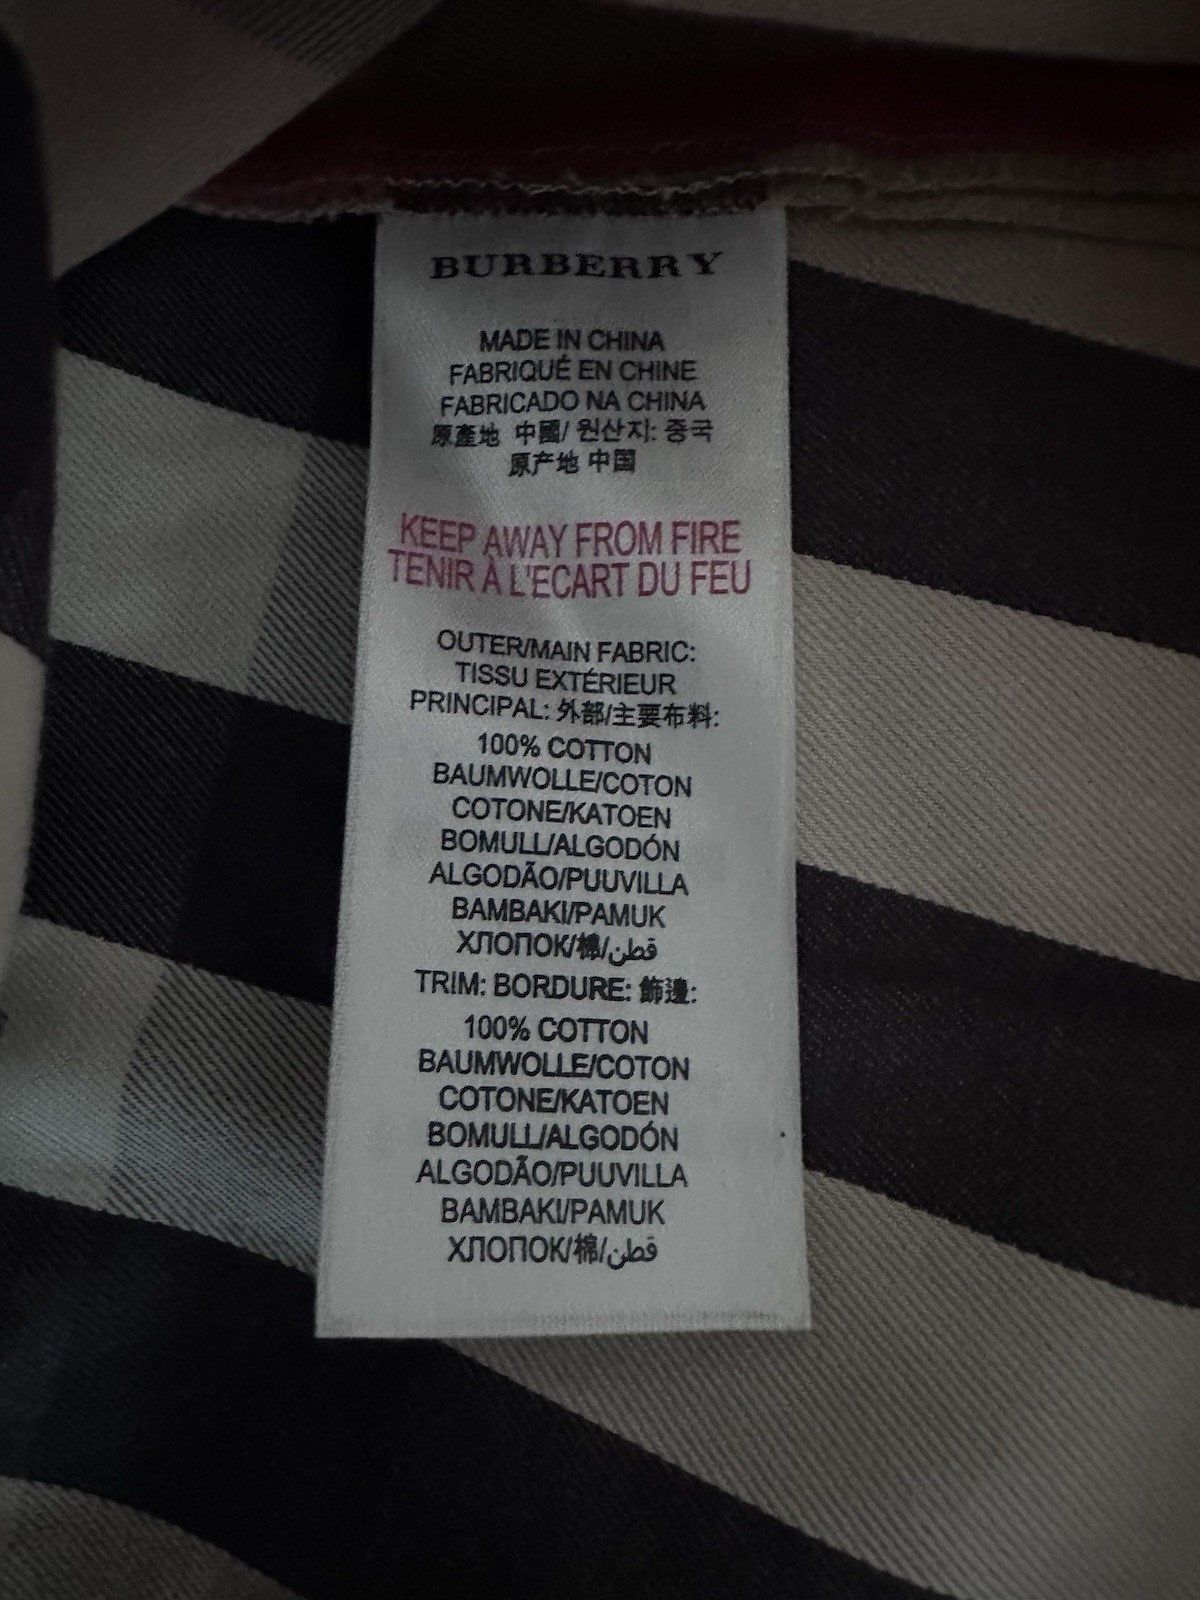 BURBERRY
MADE IN CHINA
FABRIQUÉ EN CHINE
FABRICADO NA CHINA
原產地 中國/ 원산지: 중국
原产地 中国
KEEP AWAY FROM FIRE
TENIR À L'ECART DU FEU
OUTER/MAIN FABRIC:
TISSU EXTÉRIEUR
PRINCIPAL: 外部/主要布料:
100% COTTON
BAUMWOLLE/COTON
COTONE/KATOEN
BOMULL/ALGODÓN
ALGODÃO/PUUVILLA
BAMBAKI/PAMUK
ХЛОПОК/棉/قطن
TRIM: BORDURE: 飾邊:
100% COTTON
BAUMWOLLE/COTON
COTONE/KATOEN
BOMULL/ALGODÓN
ALGODÃO/PUUVILLA
BAMBAKI/PAMUK
ХЛОПОК/棉/قطن